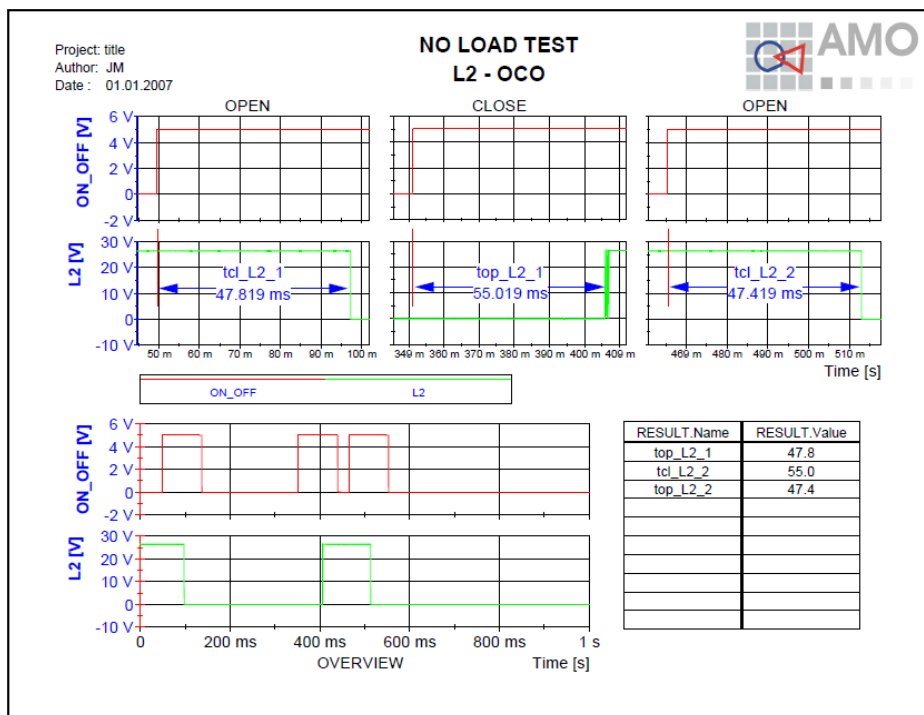 Project: title
Author: JM
Date : 01.01.2007
NO LOAD TEST
L2 - OCO
AMO
OPEN
CLOSE
OPEN
ON_OFF [V]
6 V
4 V
2 V
0
-2 V
L2 [V]
30 V
20 V
10 V
0
-10 V
tcl_L2_1
47.819 ms
top_L2_1
55.019 ms
tcl_L2_2
47.419 ms
50 m 60 m 70 m 80 m 90 m 100 m
349 m 360 m 370 m 380 m 390 m 400 m 409 m
469 m 480 m 490 m 500 m 510 m
Time [s]
ON_OFF L2
ON_OFF [V]
6 V
4 V
2 V
0
-2 V
L2 [V]
30 V
20 V
10 V
0
-10 V
0 200 ms 400 ms 600 ms 800 ms 1 s
OVERVIEW Time [s]
RESULT.Name RESULT.Value
top_L2_1 47.8
tcl_L2_2 55.0
top_L2_2 47.4